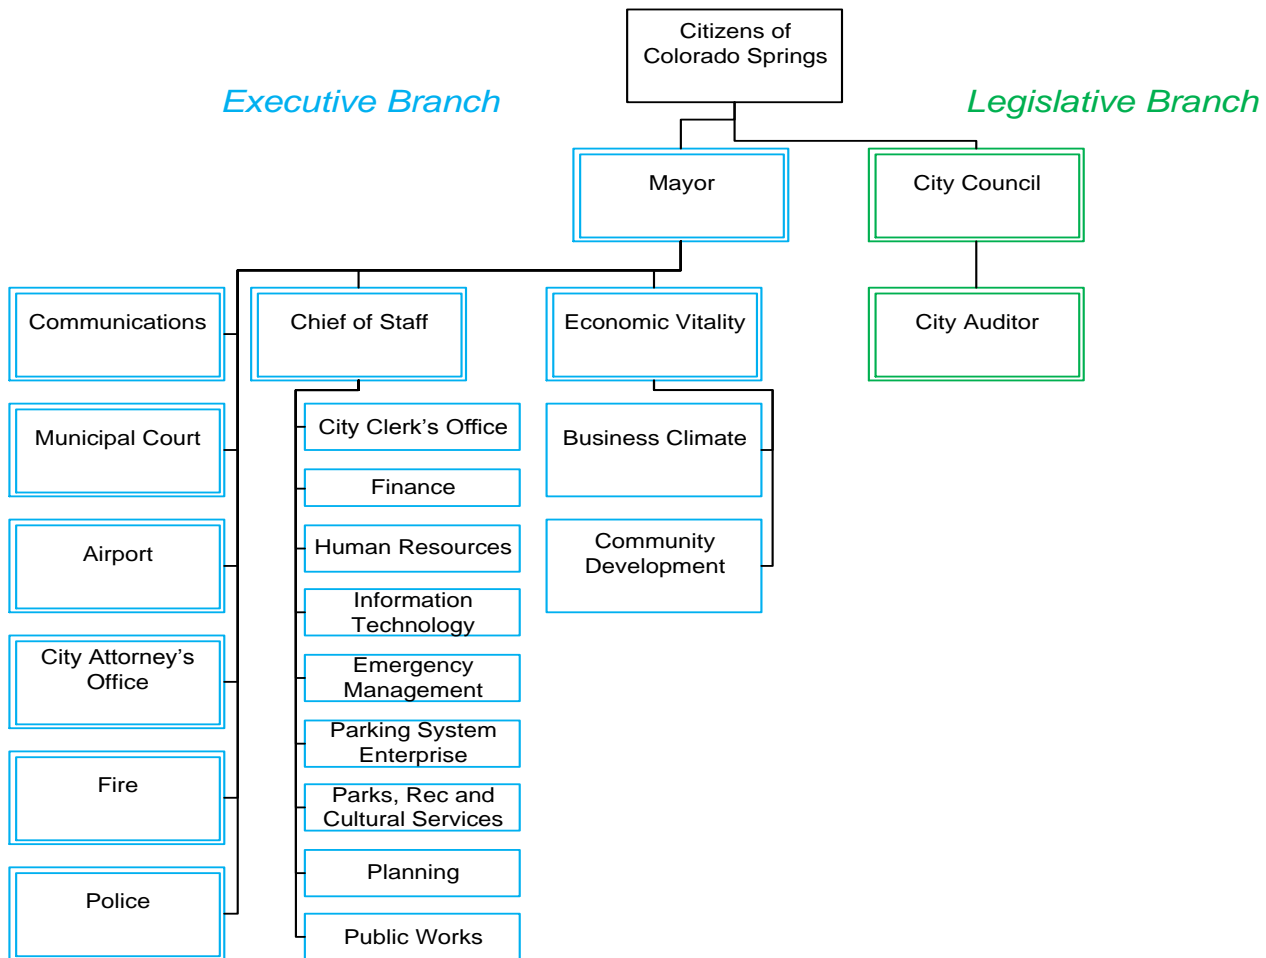 Citizens of
Colorado Springs
Executive Branch
Legislative Branch
Mayor
City Council
Communications
Chief of Staff
Economic Vitality
City Auditor
Municipal Court
City Clerk’s Office
Business Climate
Finance
Airport
Human Resources
Community
Development
Information
Technology
City Attorney’s
Office
Emergency
Management
Parking System
Enterprise
Fire
Parks, Rec and
Cultural Services
Planning
Police
Public Works